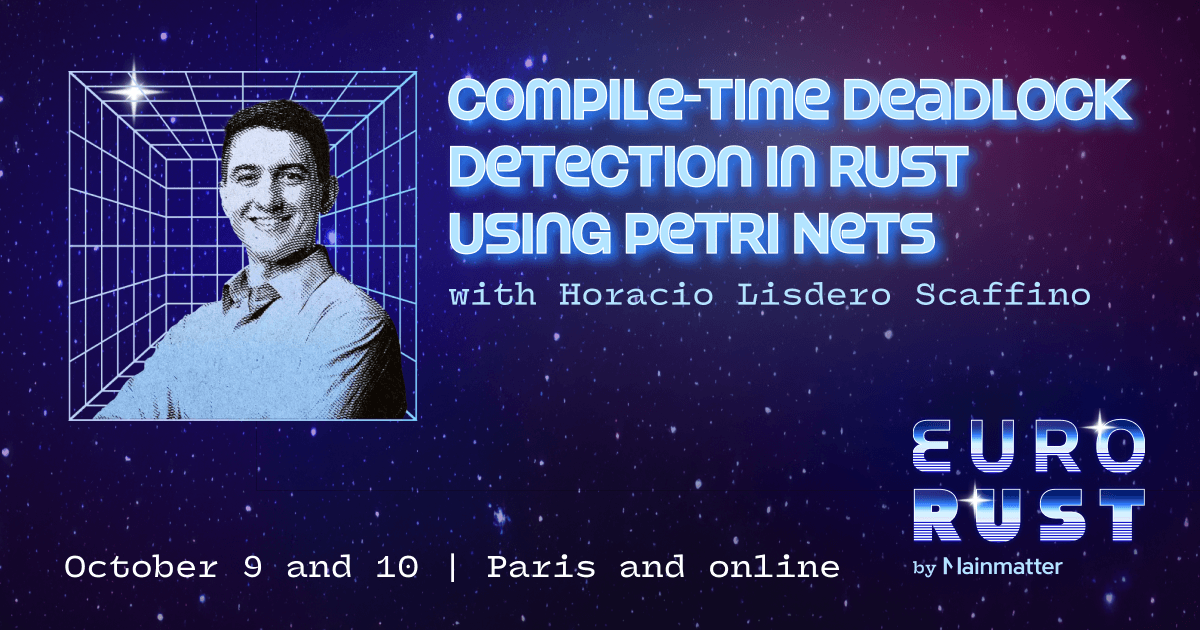 Compile-Time Deadlock
Detection in Rust
using Petri Nets
with Horacio Lisdero Scaffino
EURO
RUST
by Mainmatter
October 9 and 10 | Paris and online